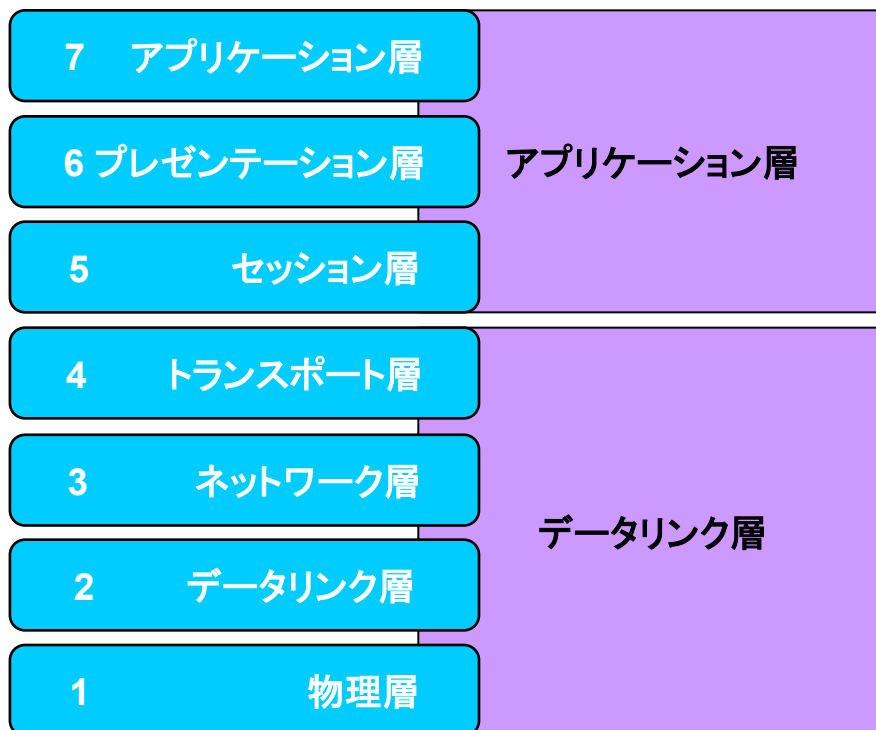 7 アプリケーション層
6 プレゼンテーション層
アプリケーション層
5 セッション層
4 トランスポート層
3 ネットワーク層
データリンク層
2 データリンク層
1 物理層